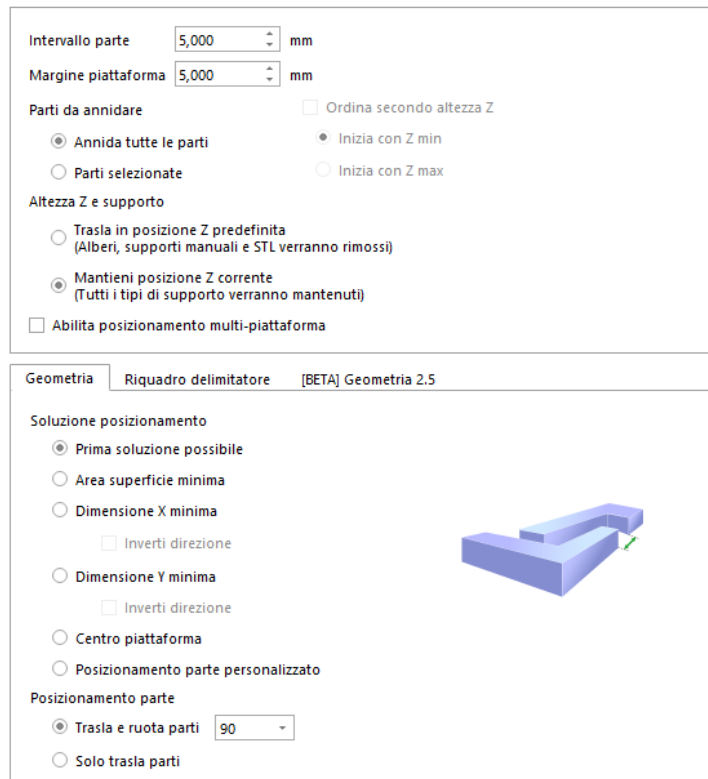 Intervallo parte 5,000 mm
Margine piattaforma 5,000 mm
Parti da annidare Ordina secondo altezza Z
Annida tutte le parti Inizia con Z min
Parti selezionate Inizia con Z max
Altezza Z e supporto
Trasla in posizione Z predefinita
(Alberi, supporti manuali e STL verranno rimossi)
Mantieni posizione Z corrente
(Tutti i tipi di supporto verranno mantenuti)
Abilita posizionamento multi-piattaforma
Geometria Riquadro delimitatore [BETA] Geometria 2.5
Soluzione posizionamento
Prima soluzione possibile
Area superficie minima
Dimensione X minima
Inverti direzione
Dimensione Y minima
Inverti direzione
Centro piattaforma
Posizionamento parte personalizzato
Posizionamento parte
Trasla e ruota parti 90
Solo trasla parti